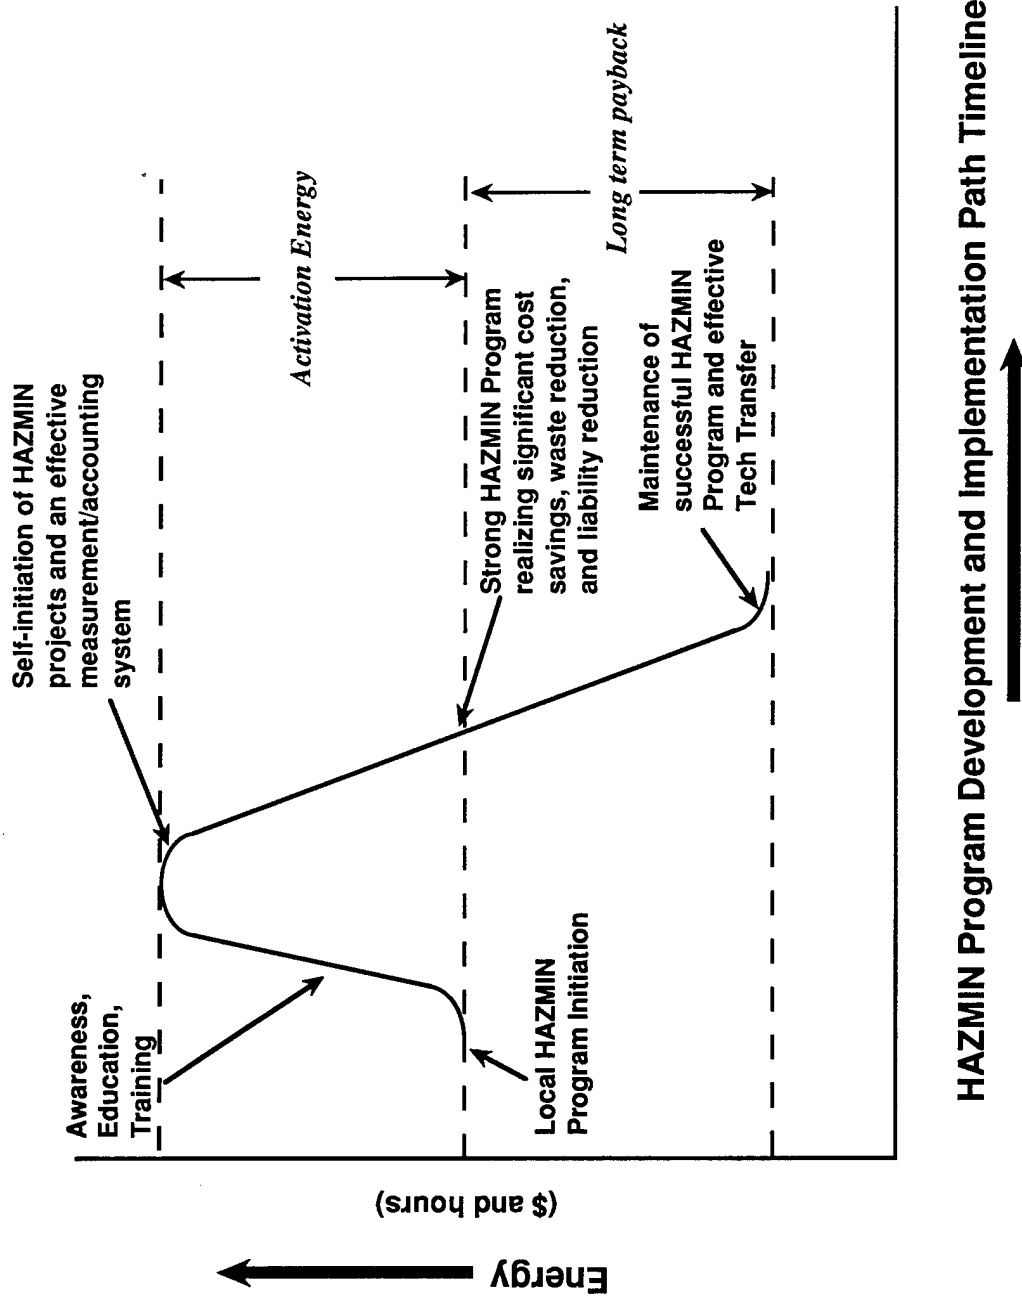 Energy
($ and hours)
Awareness,
Education,
Training
Self-initiation of HAZMIN
projects and an effective
measurement/accounting
system
Activation Energy
Local HAZMIN
Program Initiation
Strong HAZMIN Program
realizing significant cost
savings, waste reduction,
and liability reduction
Long term payback
Maintenance of
successful HAZMIN
Program and effective
Tech Transfer
HAZMIN Program Development and Implementation Path Timeline